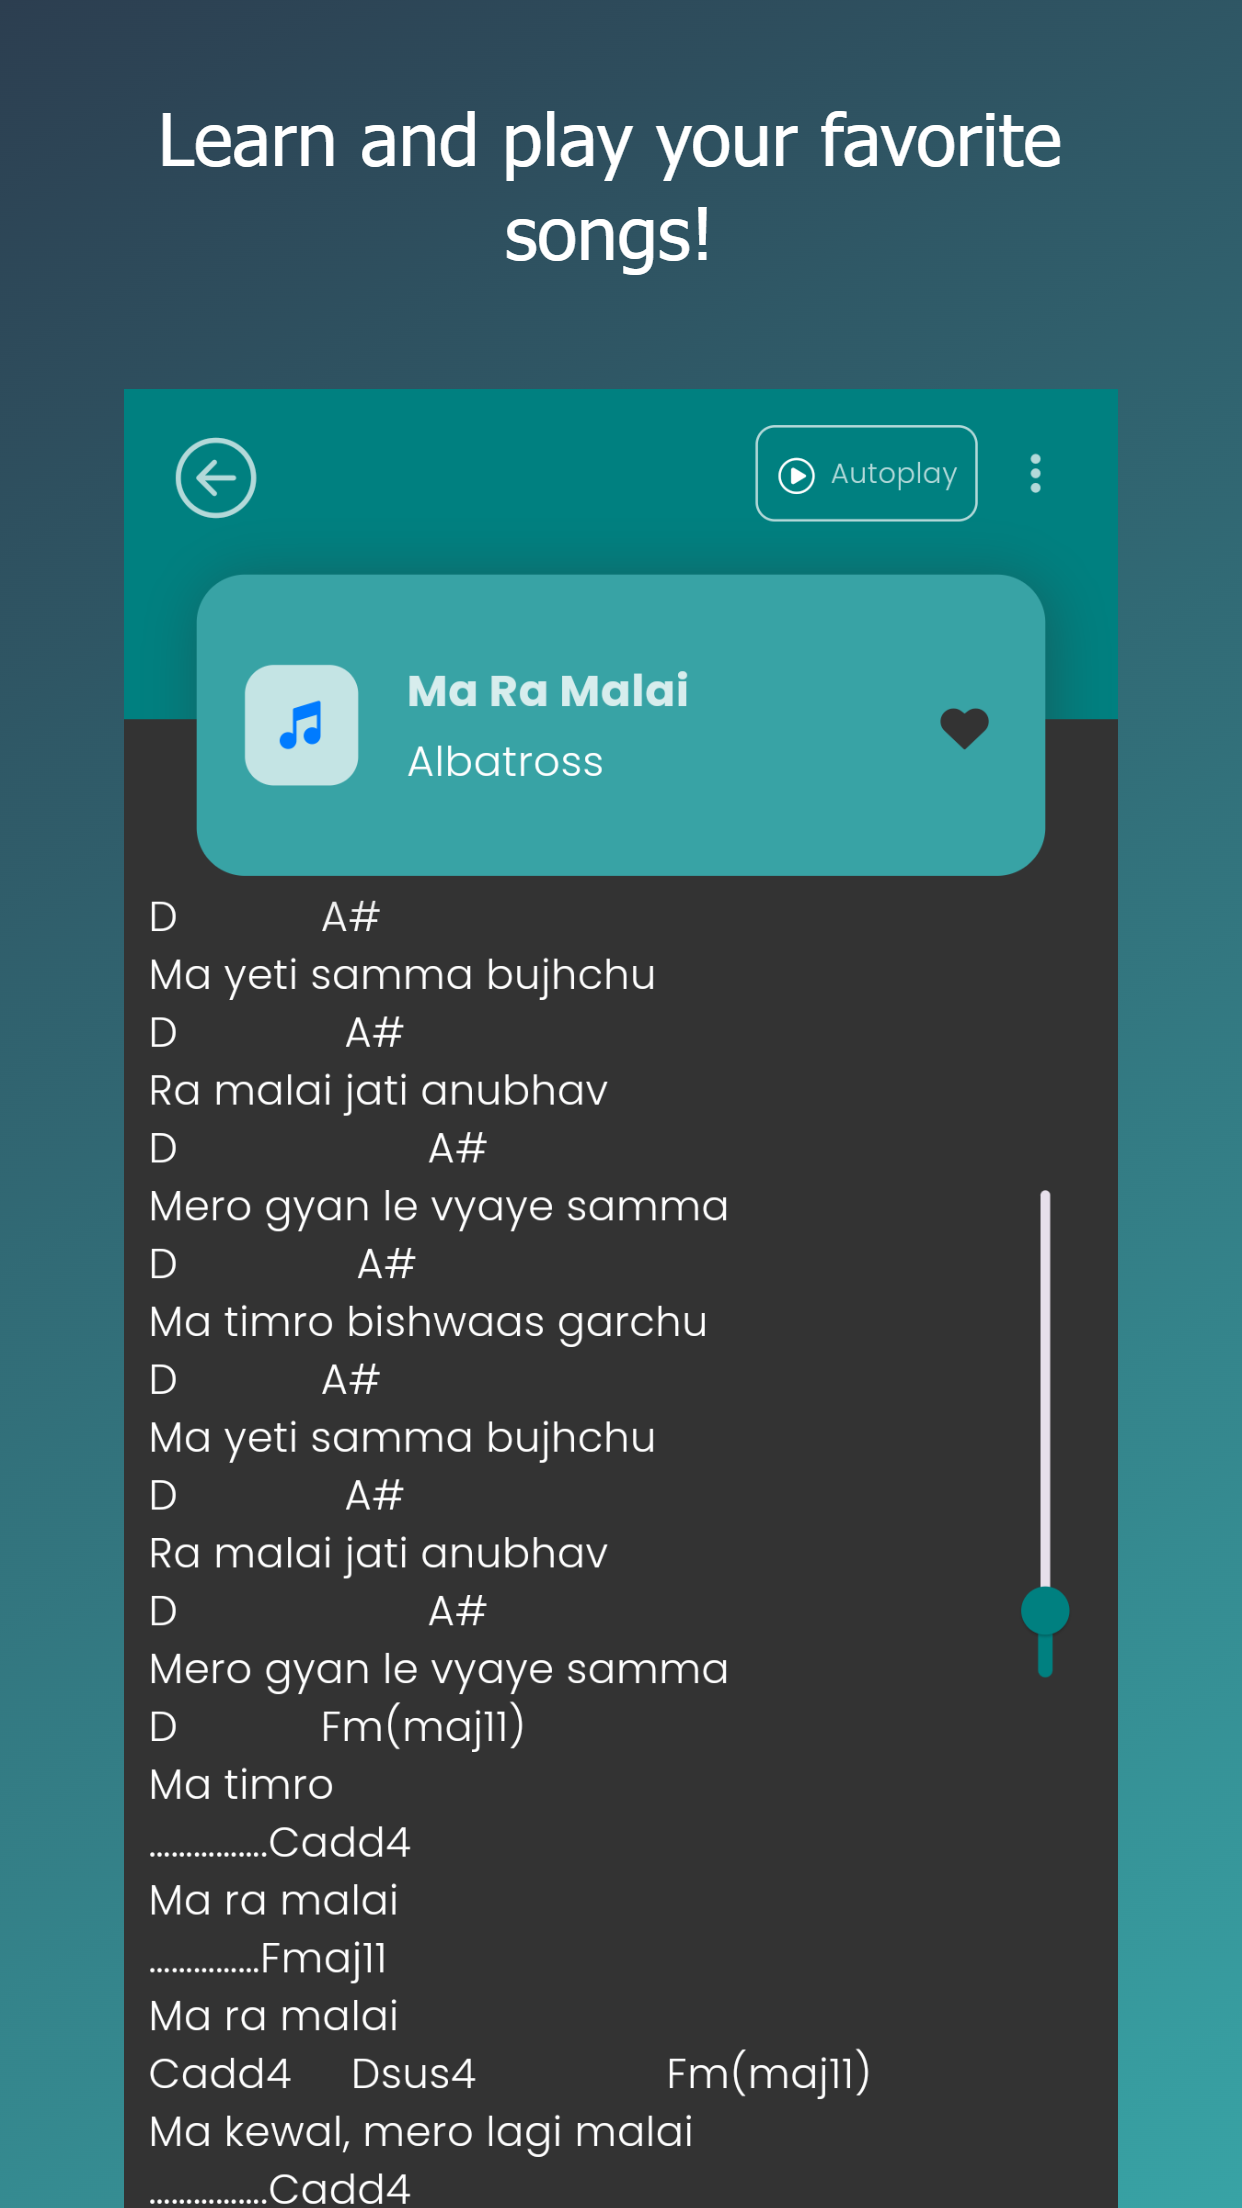 Learn and play your favorite
songs!
Autoplay
Ma Ra Malai
Albatross
D A#
Ma yeti samma bujhchu
D A#
Ra malai jati anubhav
D A#
Mero gyan le vyaye samma
D A#
Ma timro bishwaas garchu
D A#
Ma yeti samma bujhchu
D A#
Ra malai jati anubhav
D A#
Mero gyan le vyaye samma
D Fm(maj11)
Ma timro
................Cadd4
Ma ra malai
...............Fmaj11
Ma ra malai
Cadd4 Dsus4 Fm(maj11)
Ma kewal, mero lagi malai
................Cadd4